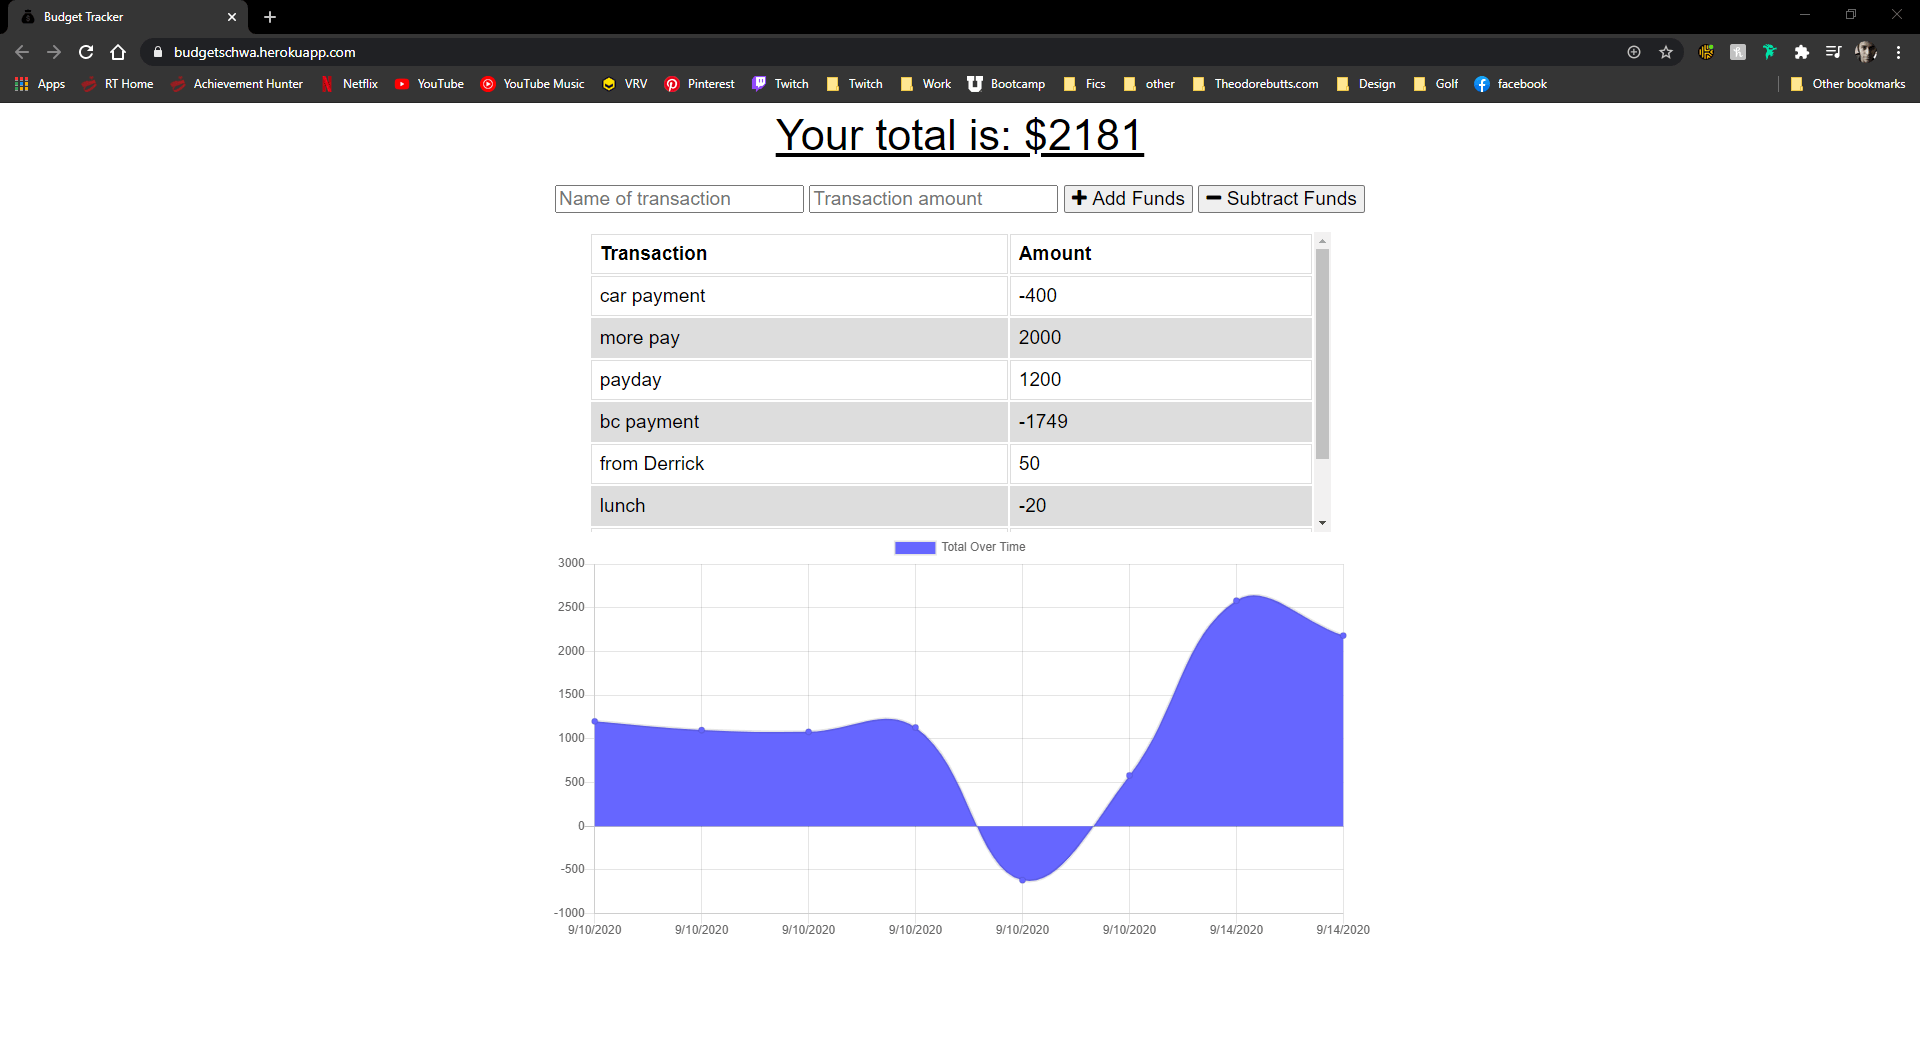 Budget Tracker
budgetschwa.herokuapp.com
Apps RT Home Achievement Hunter Netflix YouTube YouTube Music VRV Pinterest Twitch Twitch Work Bootcamp Fics other Theodorebutts.com Design Golf facebook Other bookmarks
Your total is: $2181
Name of transaction Transaction amount Add Funds Subtract Funds
Transaction Amount
car payment -400
more pay 2000
payday 1200
bc payment -1749
from Derrick 50
lunch -20
Total Over Time
3000
2500
2000
1500
1000
500
0
-500
-1000
9/10/2020 9/10/2020 9/10/2020 9/10/2020 9/10/2020 9/10/2020 9/14/2020 9/14/2020